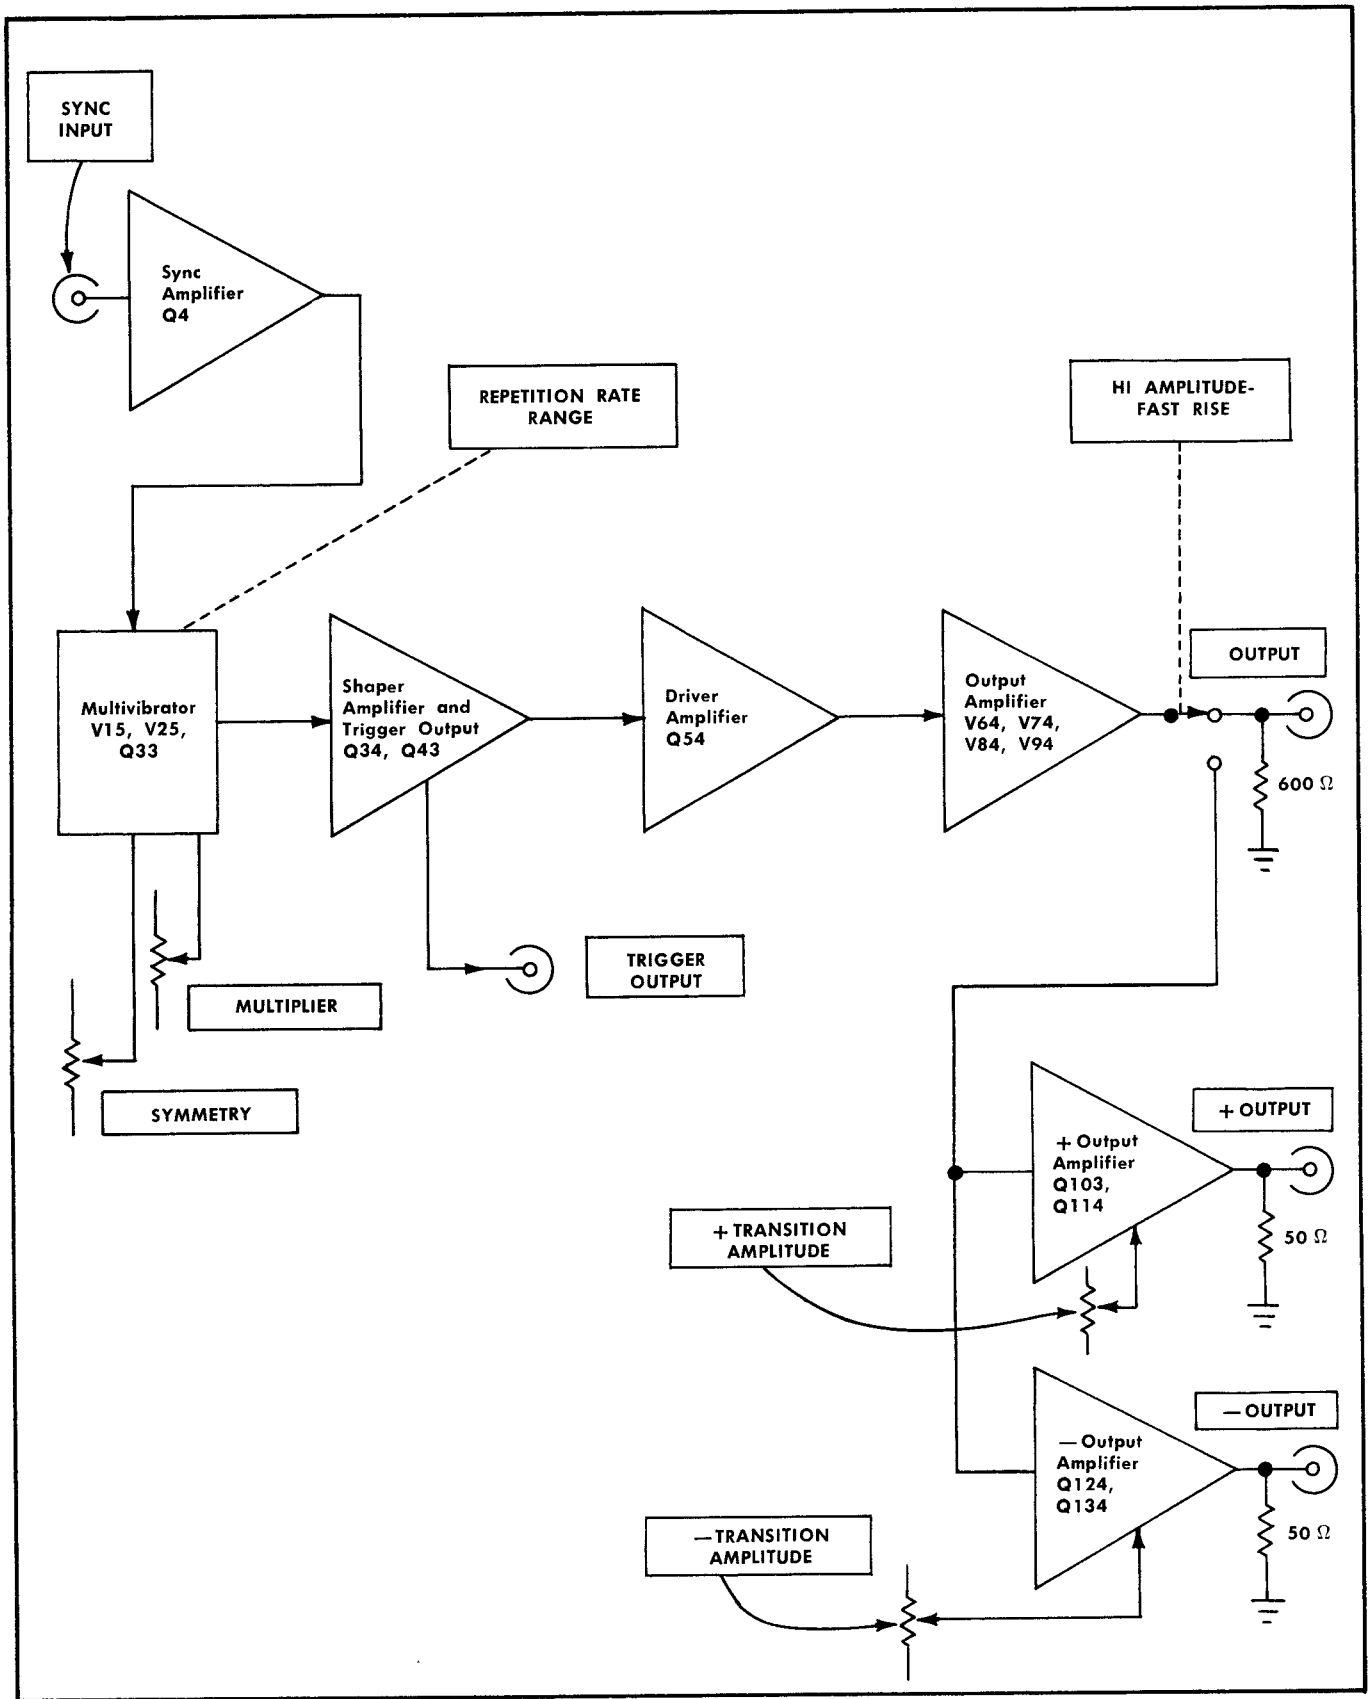 SYNC
INPUT
Sync
Amplifier
Q4
REPETITION RATE
RANGE
HI AMPLITUDE-
FAST RISE
Multivibrator
V15, V25,
Q33
Shaper
Amplifier and
Trigger Output
Q34, Q43
Driver
Amplifier
Q54
Output
Amplifier
V64, V74,
V84, V94
OUTPUT
600 Ω
TRIGGER
OUTPUT
MULTIPLIER
SYMMETRY
+ OUTPUT
+ Output
Amplifier
Q103,
Q114
50 Ω
+ TRANSITION
AMPLITUDE
— OUTPUT
— Output
Amplifier
Q124,
Q134
50 Ω
— TRANSITION
AMPLITUDE